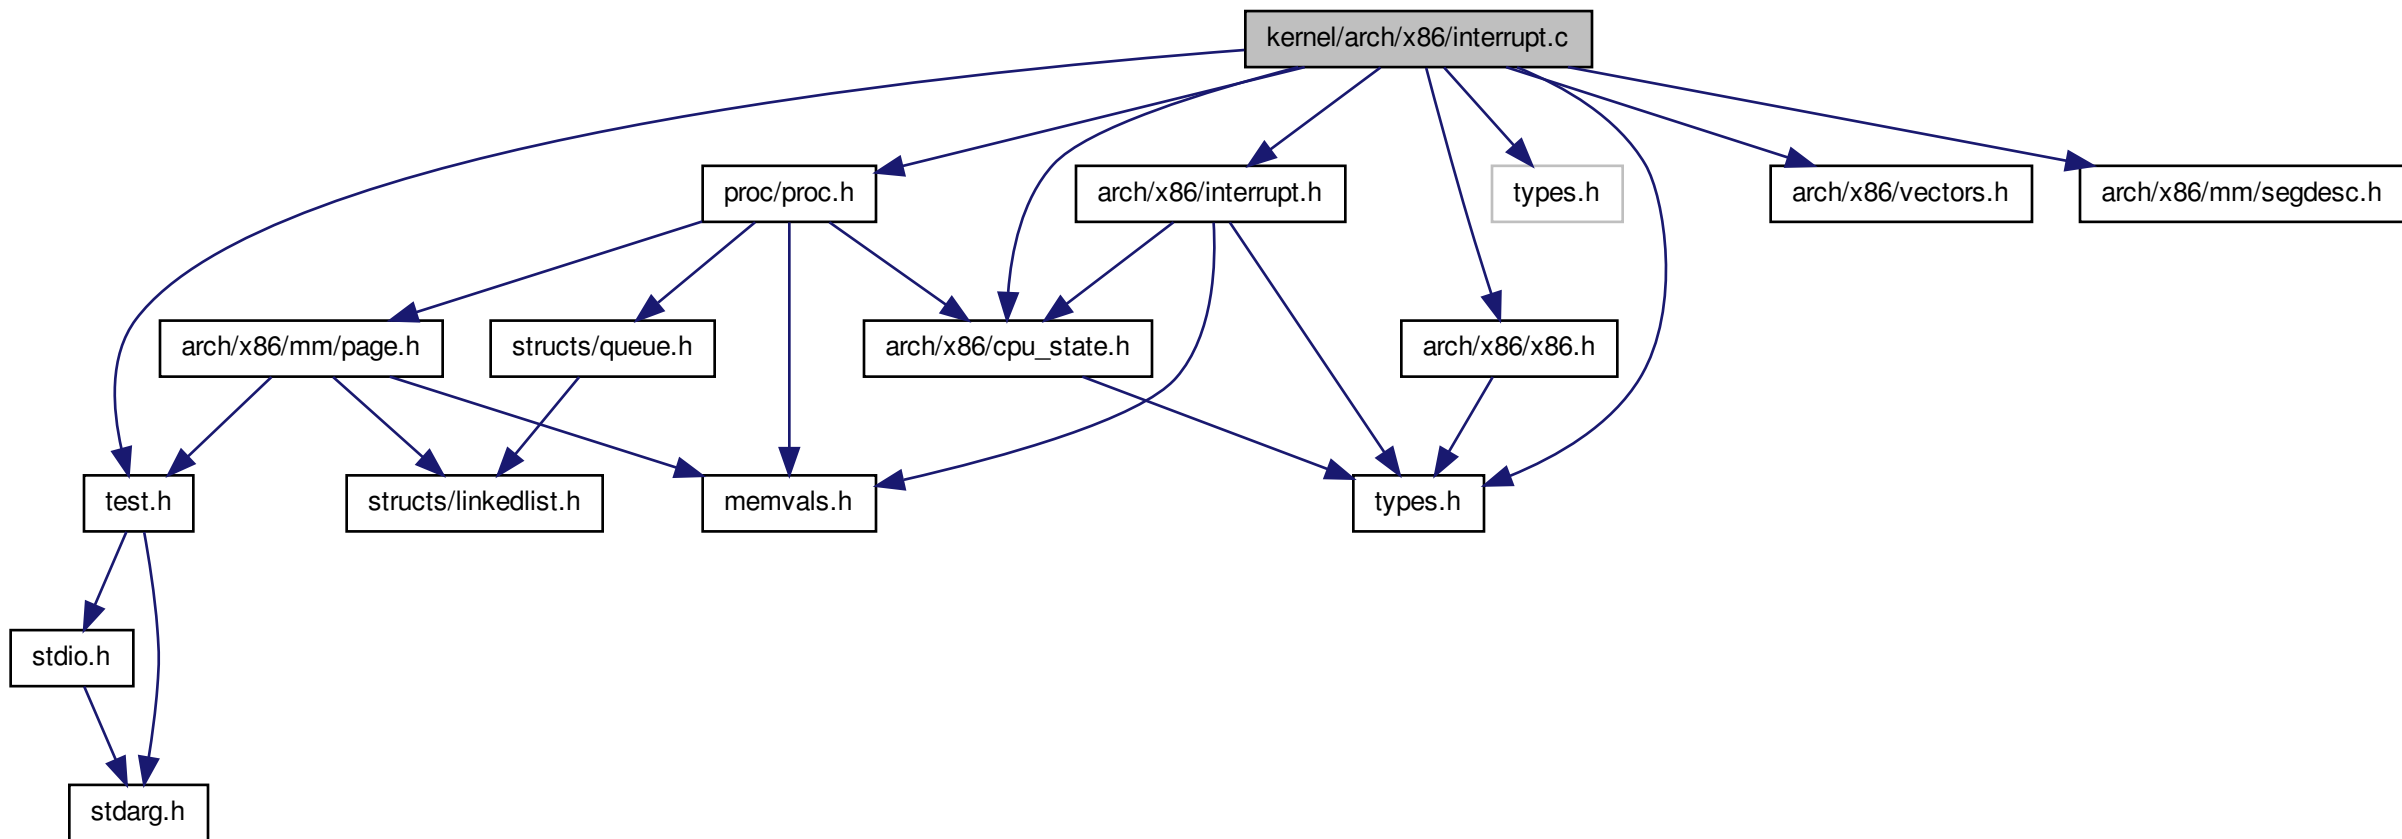 kernel/arch/x86/interrupt.c
proc/proc.h
arch/x86/interrupt.h
types.h
arch/x86/vectors.h
arch/x86/mm/segdesc.h
arch/x86/mm/page.h
structs/queue.h
arch/x86/cpu_state.h
arch/x86/x86.h
test.h
structs/linkedlist.h
memvals.h
types.h
stdio.h
stdarg.h